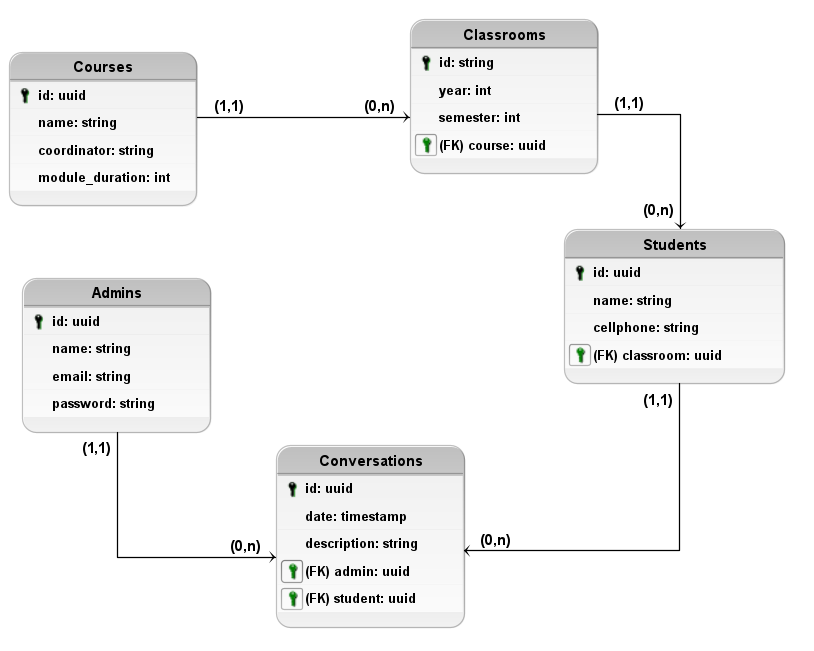 Courses
id: uuid
name: string
coordinator: string
module_duration: int
(1,1)
(0,n)
Classrooms
id: string
year: int
semester: int
(FK) course: uuid
(1,1)
(0,n)
Students
id: uuid
name: string
cellphone: string
(FK) classroom: uuid
(1,1)
(0,n)
Admins
id: uuid
name: string
email: string
password: string
(1,1)
(0,n)
Conversations
id: uuid
date: timestamp
description: string
(FK) admin: uuid
(FK) student: uuid